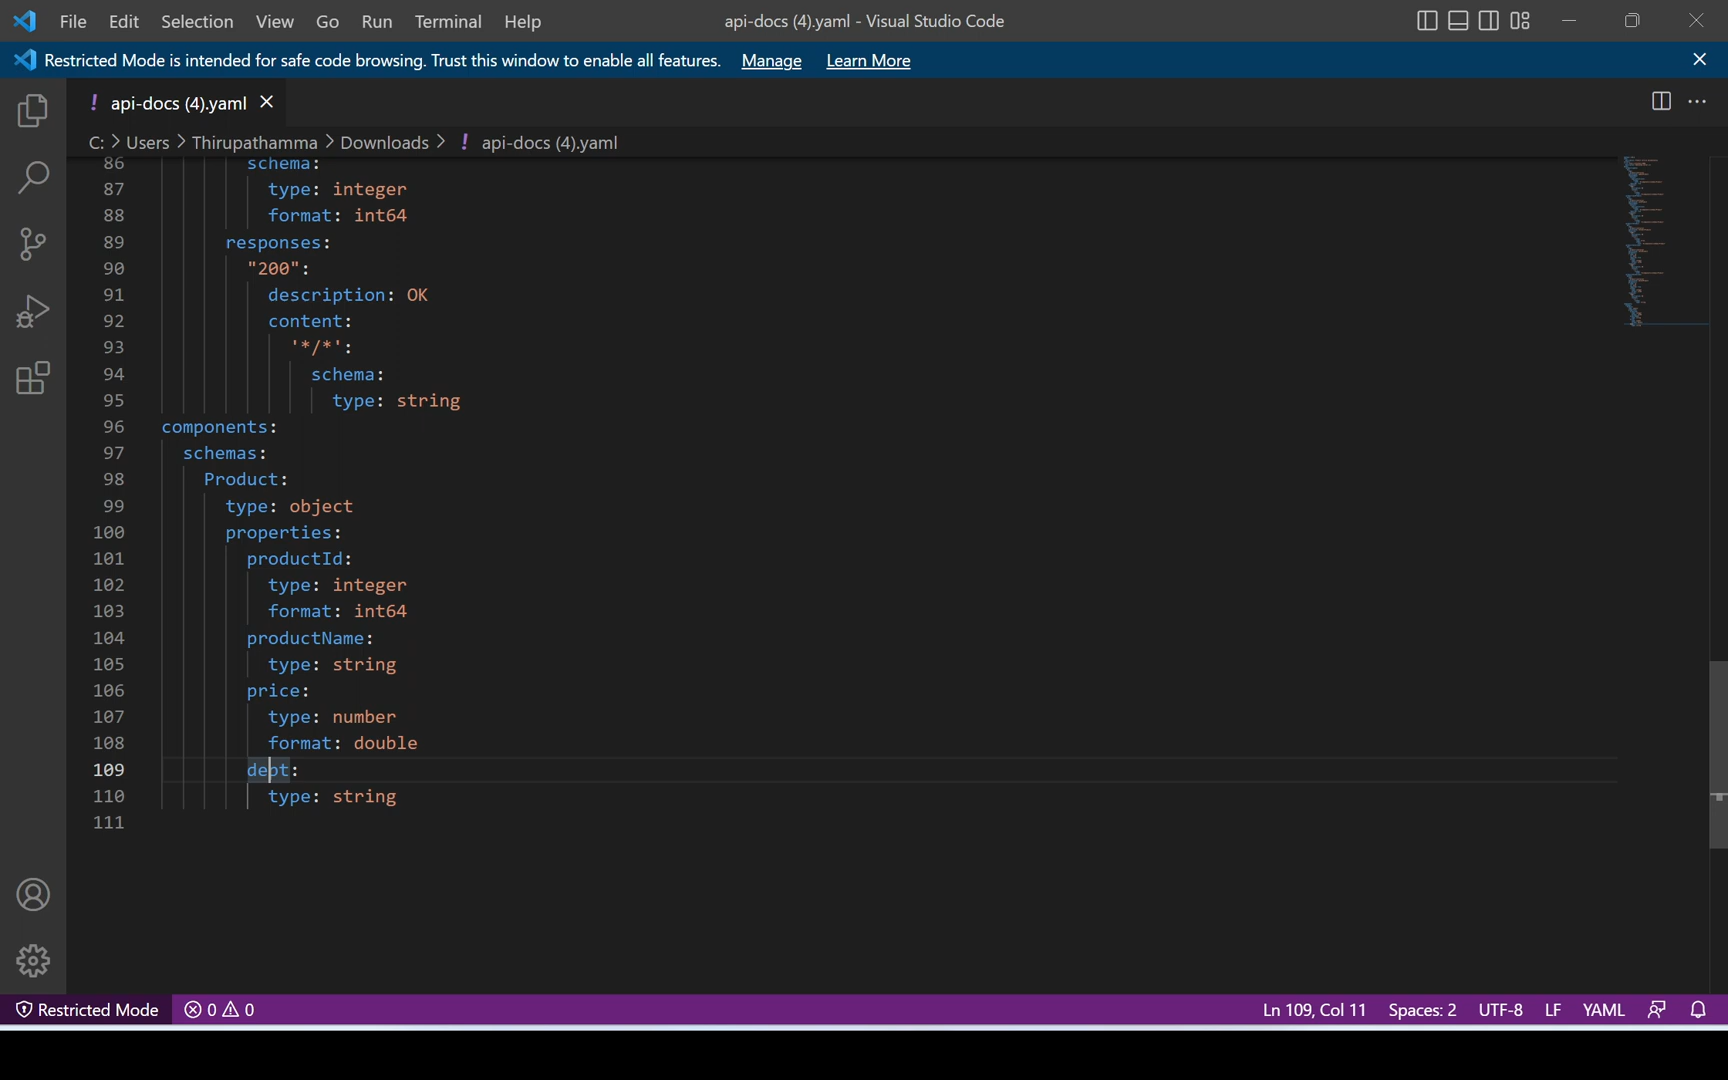 File Edit Selection View Go Run Terminal Help api-docs (4).yaml - Visual Studio Code
Restricted Mode is intended for safe code browsing. Trust this window to enable all features. Manage Learn More
! api-docs (4).yaml
C: > Users > Thirupathamma > Downloads > ! api-docs (4).yaml
86 schema:
87 type: integer
88 format: int64
89 responses:
90 "200":
91 description: OK
92 content:
93 '*/*':
94 schema:
95 type: string
96 components:
97 schemas:
98 Product:
99 type: object
100 properties:
101 productId:
102 type: integer
103 format: int64
104 productName:
105 type: string
106 price:
107 type: number
108 format: double
109 dept:
110 type: string
111
Restricted Mode 0 0 Ln 109, Col 11 Spaces: 2 UTF-8 LF YAML